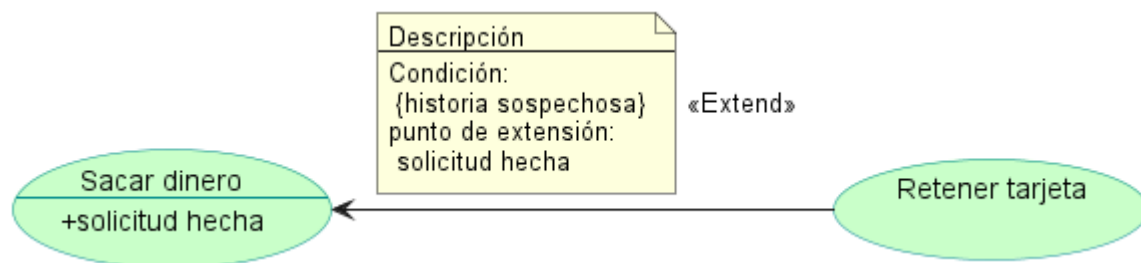 Descripción
Condición:
{historia sospechosa}
punto de extensión:
solicitud hecha
«Extend»
Sacar dinero
+solicitud hecha
Retener tarjeta